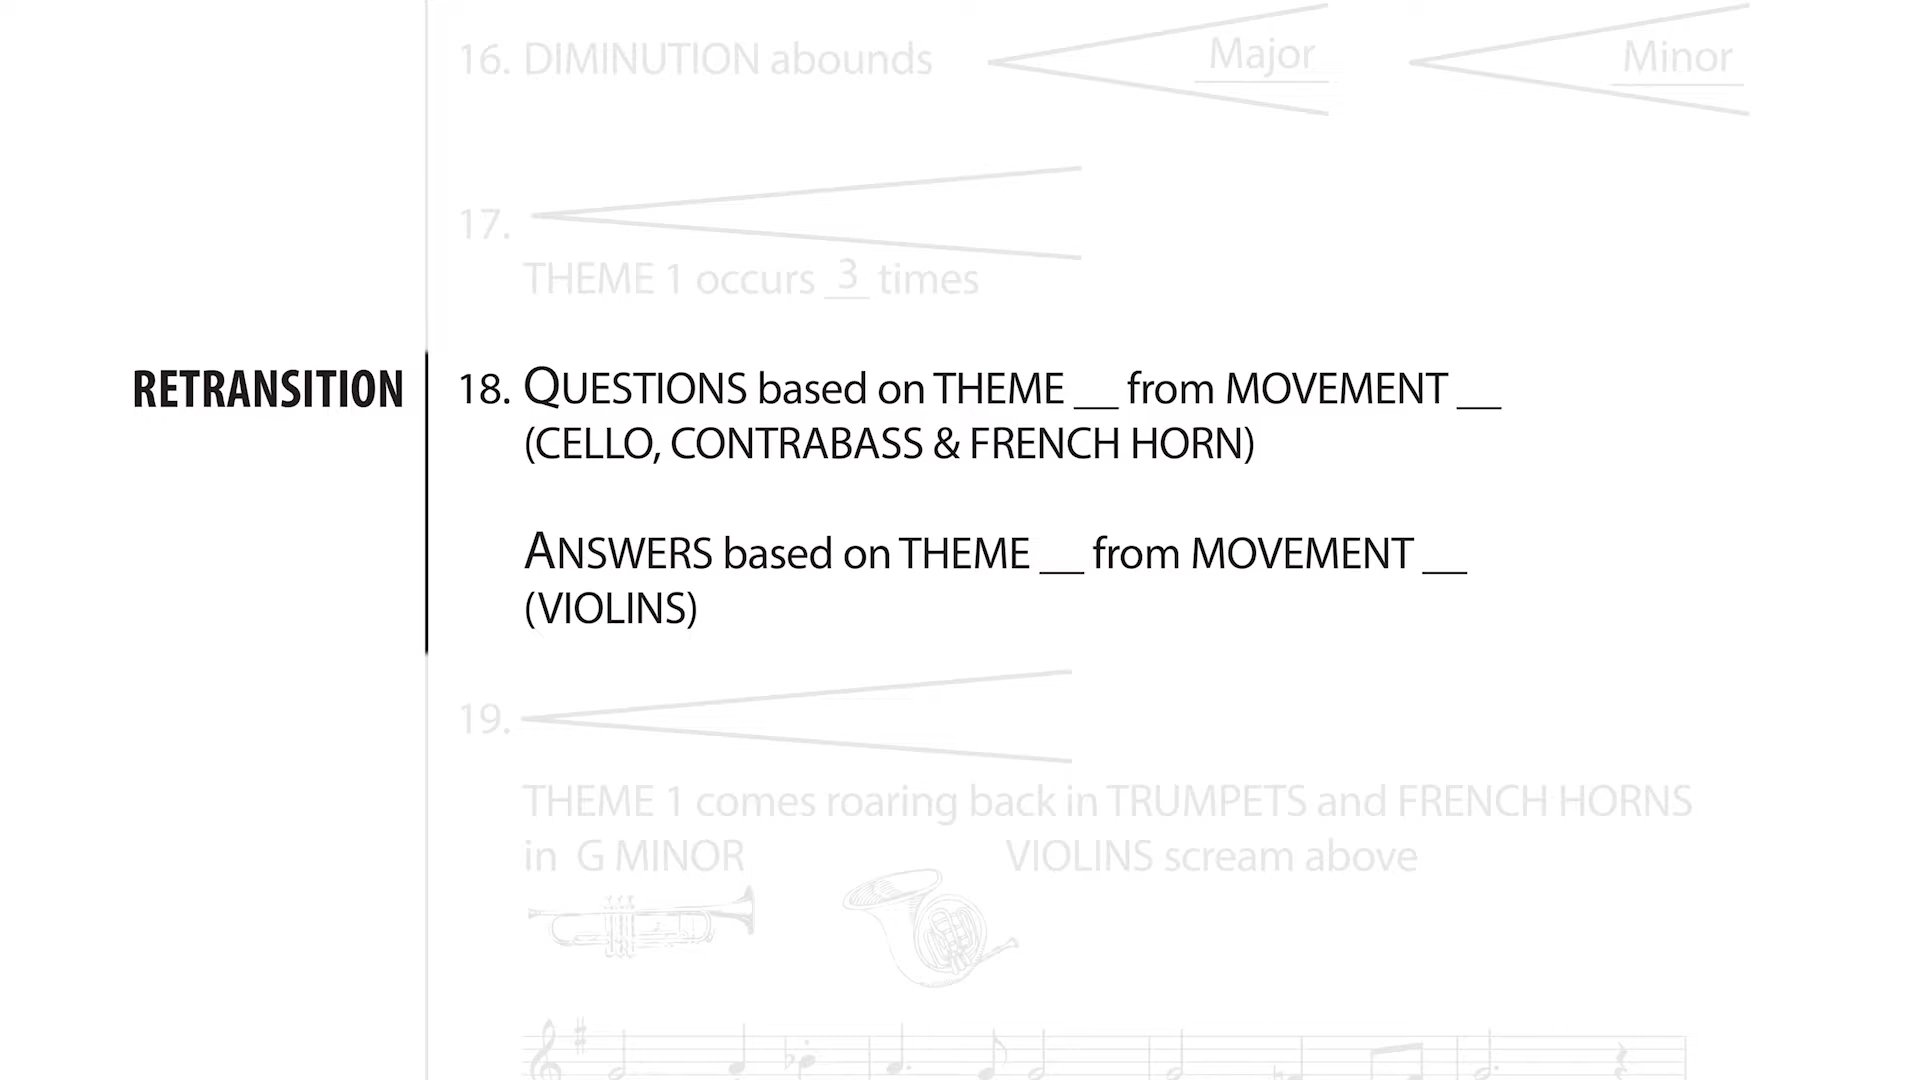 16. DIMINUTION abounds Major Minor
17.
THEME 1 occurs 3 times
RETRANSITION 18. QUESTIONS based on THEME __ from MOVEMENT __
(CELLO, CONTRABASS & FRENCH HORN)
ANSWERS based on THEME __ from MOVEMENT __
(VIOLINS)
19.
THEME 1 comes roaring back in TRUMPETS and FRENCH HORNS
in G MINOR VIOLINS scream above